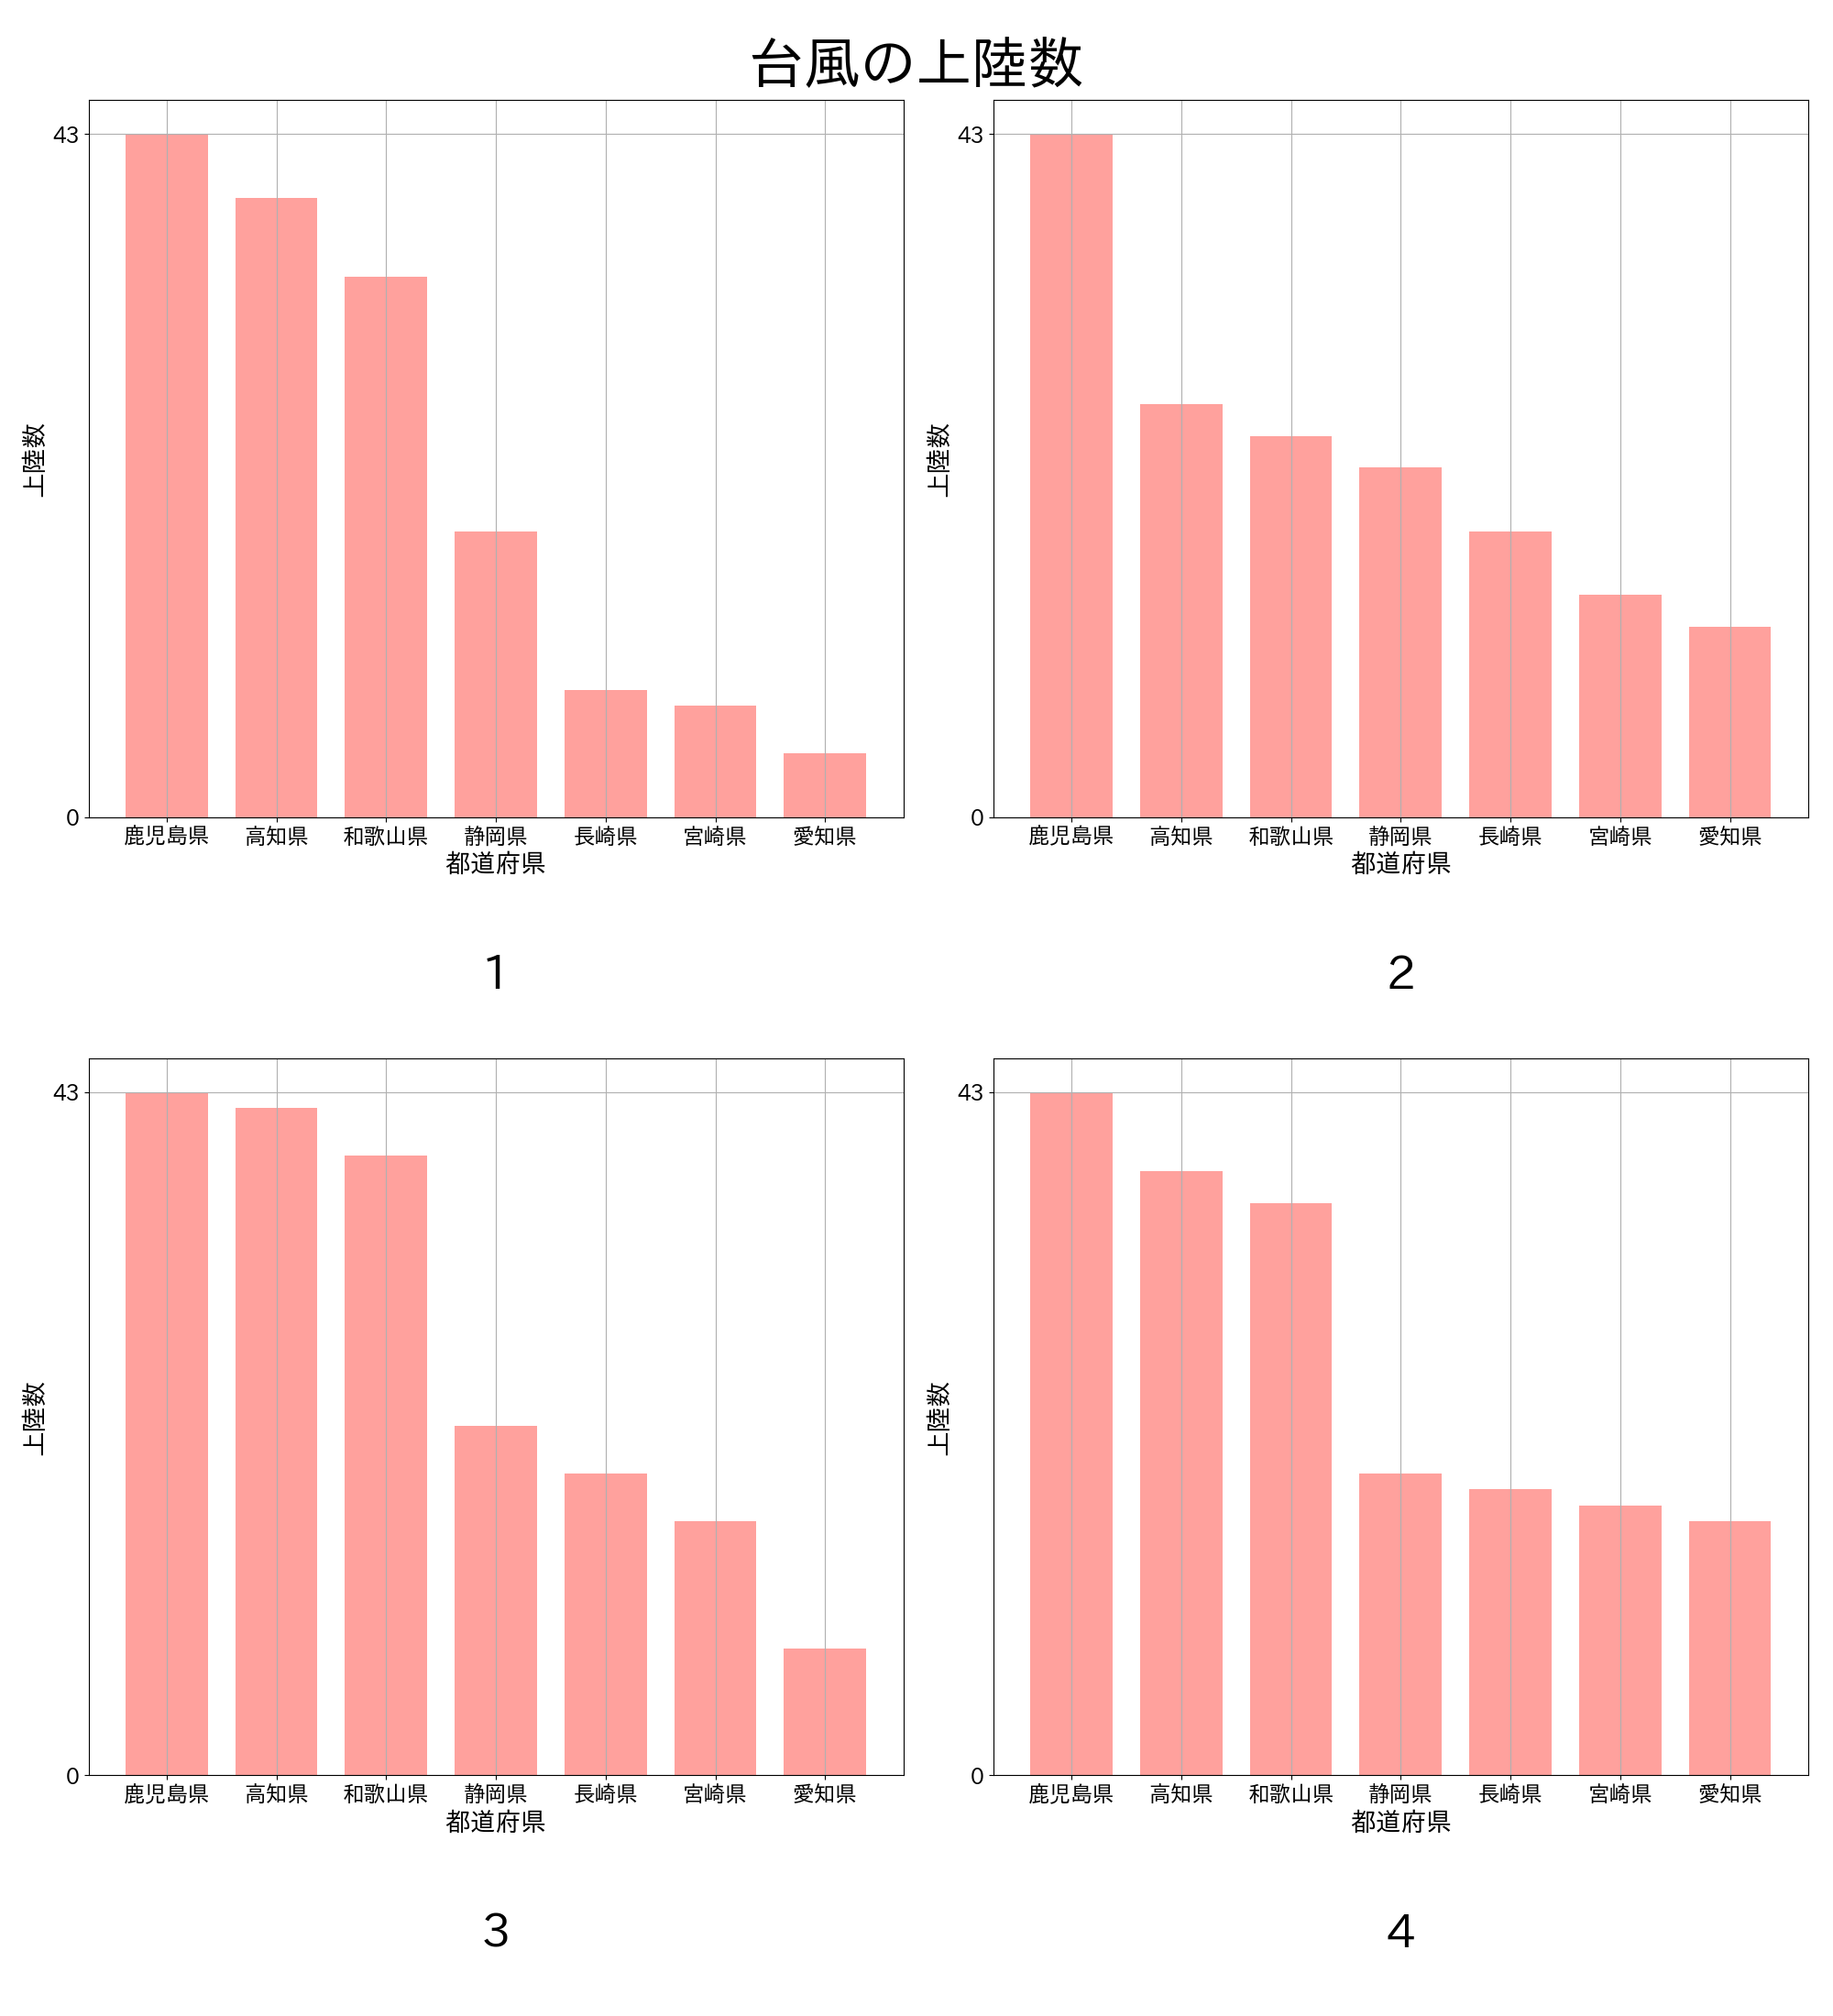 台風の上陸数
43
上陸数
0
鹿児島県 高知県 和歌山県 静岡県 長崎県 宮崎県 愛知県
都道府県
1
43
上陸数
0
鹿児島県 高知県 和歌山県 静岡県 長崎県 宮崎県 愛知県
都道府県
2
43
上陸数
0
鹿児島県 高知県 和歌山県 静岡県 長崎県 宮崎県 愛知県
都道府県
3
43
上陸数
0
鹿児島県 高知県 和歌山県 静岡県 長崎県 宮崎県 愛知県
都道府県
4